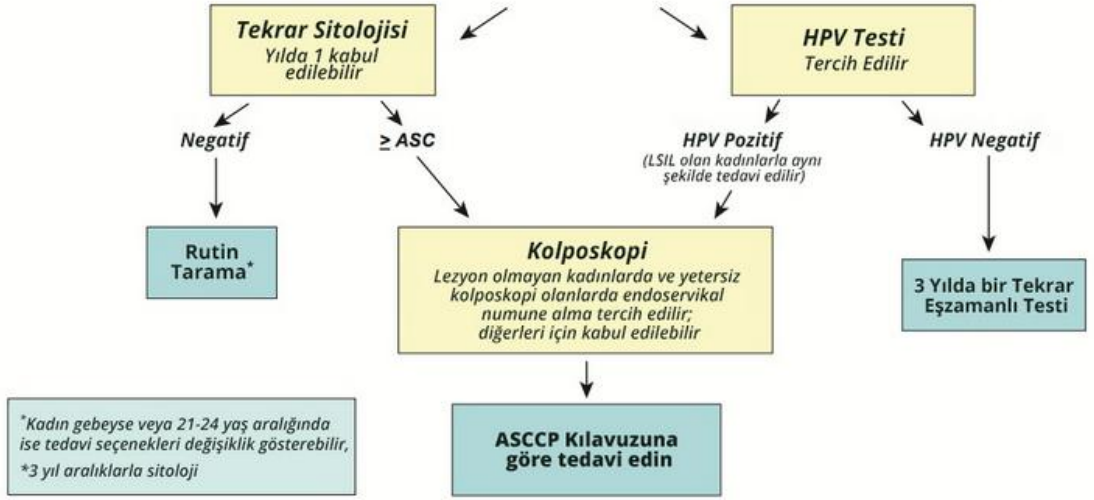 Tekrar Sitolojisi
Yılda 1 kabul
edilebilir
HPV Testi
Tercih Edilir
Negatif
≥ ASC
HPV Pozitif
(LSIL olan kadınlarla aynı
şekilde tedavi edilir)
HPV Negatif
Rutin
Tarama*
Kolposkopi
Lezyon olmayan kadınlarda ve yetersiz
kolposkopi olanlarda endoservikal
numune alma tercih edilir;
diğerleri için kabul edilebilir
3 Yılda bir Tekrar
Eşzamanlı Testi
*Kadın gebeyse veya 21-24 yaş aralığında
ise tedavi seçenekleri değişiklik gösterebilir,
*3 yıl aralıklarla sitoloji
ASCCP Kılavuzuna
göre tedavi edin